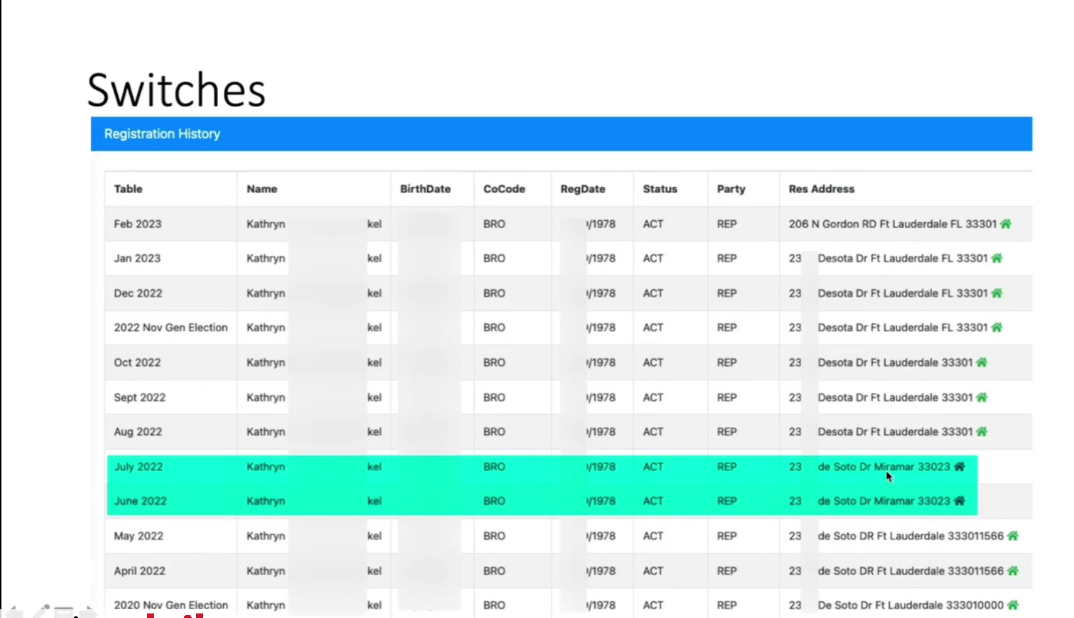 Switches
Registration History
Table Name BirthDate CoCode RegDate Status Party Res Address
Feb 2023 Kathryn kel BRO /1978 ACT REP 206 N Gordon RD Ft Lauderdale FL 33301
Jan 2023 Kathryn kel BRO /1978 ACT REP 23 Desota Dr Ft Lauderdale FL 33301
Dec 2022 Kathryn kel BRO /1978 ACT REP 23 Desota Dr Ft Lauderdale FL 33301
2022 Nov Gen Election Kathryn kel BRO /1978 ACT REP 23 Desota Dr Ft Lauderdale FL 33301
Oct 2022 Kathryn kel BRO /1978 ACT REP 23 Desota Dr Ft Lauderdale 33301
Sept 2022 Kathryn kel BRO /1978 ACT REP 23 Desota Dr Ft Lauderdale 33301
Aug 2022 Kathryn kel BRO /1978 ACT REP 23 Desota Dr Ft Lauderdale 33301
July 2022 Kathryn kel BRO /1978 ACT REP 23 de Soto Dr Miramar 33023
June 2022 Kathryn kel BRO /1978 ACT REP 23 de Soto Dr Miramar 33023
May 2022 Kathryn kel BRO /1978 ACT REP 23 de Soto DR Ft Lauderdale 333011566
April 2022 Kathryn kel BRO /1978 ACT REP 23 de Soto DR Ft Lauderdale 333011566
2020 Nov Gen Election Kathryn kel BRO /1978 ACT REP 23 De Soto Dr Ft Lauderdale 333010000